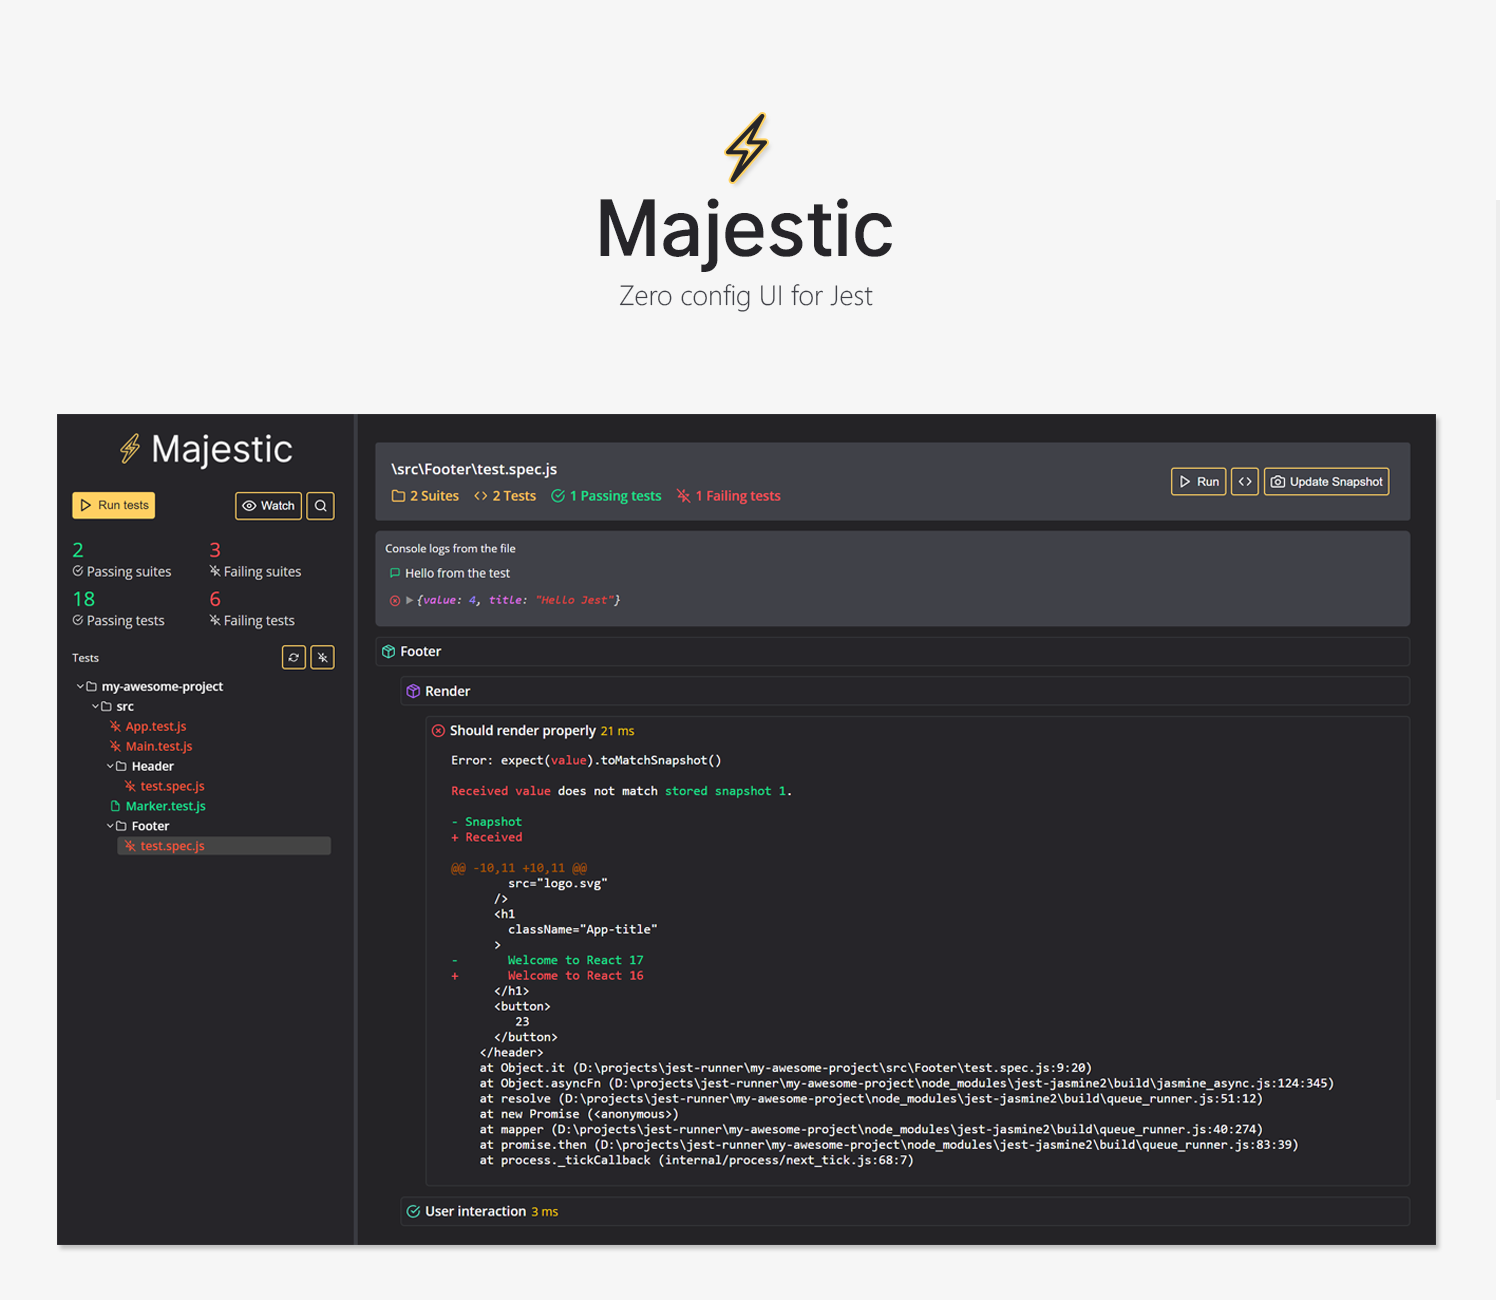 Majestic
Zero config UI for Jest
Majestic
Run tests
Watch
2
Passing suites
3
Failing suites
18
Passing tests
6
Failing tests
Tests
my-awesome-project
src
App.test.js
Main.test.js
Header
test.spec.js
Marker.test.js
Footer
test.spec.js
\src\Footer\test.spec.js
2 Suites <> 2 Tests 1 Passing tests 1 Failing tests
Run <> Update Snapshot
Console logs from the file
Hello from the test
{value: 4, title: "Hello Jest"}
Footer
Render
Should render properly 21 ms
Error: expect(value).toMatchSnapshot()
Received value does not match stored snapshot 1.
- Snapshot
+ Received
@@ -10,11 +10,11 @@
src="logo.svg"
/>
<h1
className="App-title"
>
- Welcome to React 17
+ Welcome to React 16
</h1>
<button>
23
</button>
</header>
at Object.it (D:\projects\jest-runner\my-awesome-project\src\Footer\test.spec.js:9:20)
at Object.asyncFn (D:\projects\jest-runner\my-awesome-project\node_modules\jest-jasmine2\build\jasmine_async.js:124:345)
at resolve (D:\projects\jest-runner\my-awesome-project\node_modules\jest-jasmine2\build\queue_runner.js:51:12)
at new Promise (<anonymous>)
at mapper (D:\projects\jest-runner\my-awesome-project\node_modules\jest-jasmine2\build\queue_runner.js:40:274)
at promise.then (D:\projects\jest-runner\my-awesome-project\node_modules\jest-jasmine2\build\queue_runner.js:83:39)
at process._tickCallback (internal/process/next_tick.js:68:7)
User interaction 3 ms